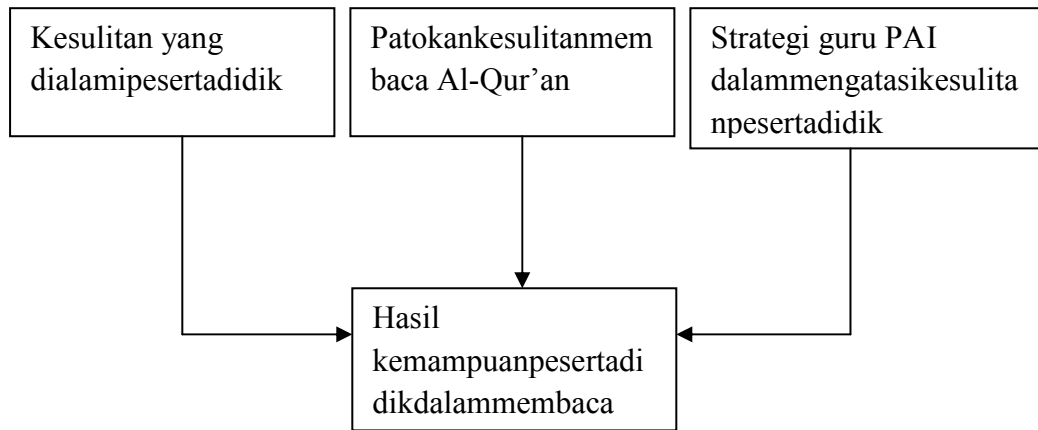 Kesulitan yang
dialamipesertadidik
Patokankesulitanmem
baca Al-Qur’an
Strategi guru PAI
dalammengatasikesulita
npesertadidik
Hasil
kemampuanpesertadi
dikdalammembaca